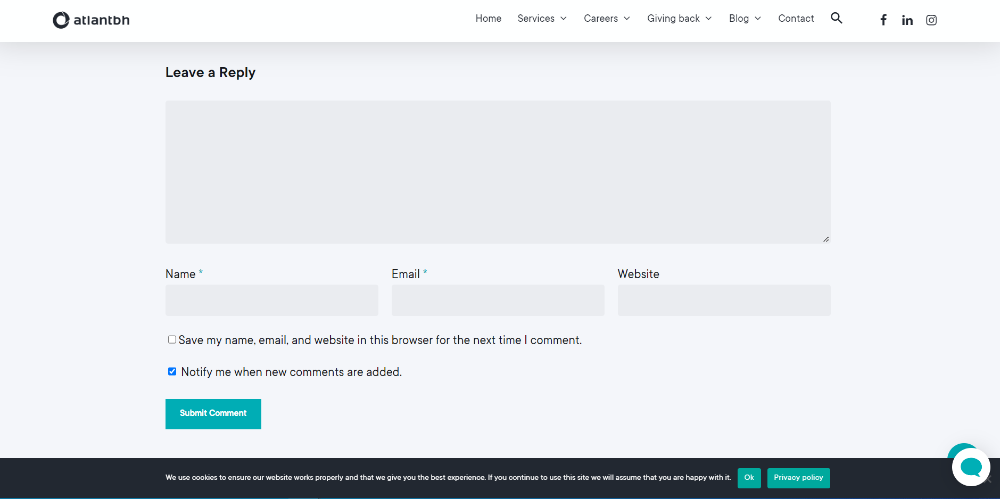 atlantbh
Home Services Careers Giving back Blog Contact
Leave a Reply
Name * Email * Website
Save my name, email, and website in this browser for the next time I comment.
Notify me when new comments are added.
Submit Comment
We use cookies to ensure our website works properly and that we give you the best experience. If you continue to use this site we will assume that you are happy with it. Ok Privacy policy